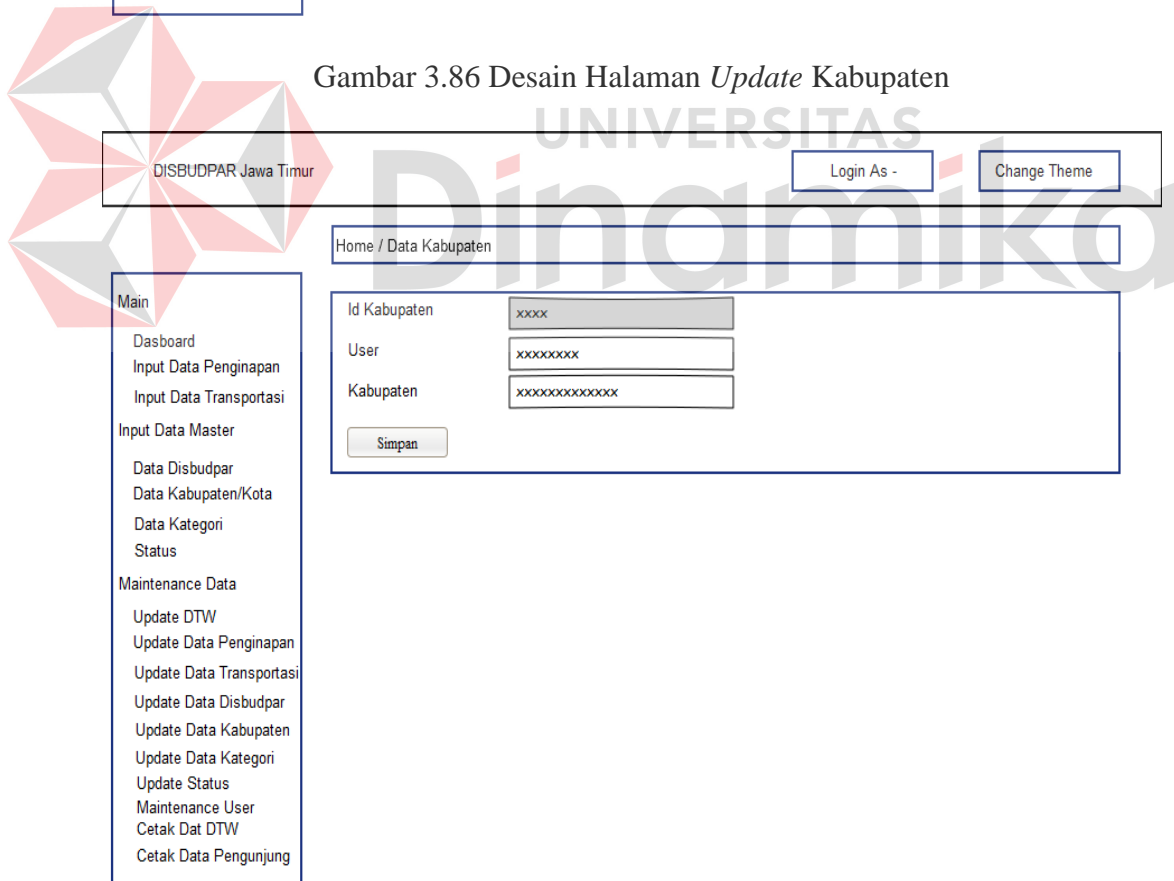 Gambar 3.86 Desain Halaman Update Kabupaten
UNIVERSITAS
Dinamika
DISBUDPAR Jawa Timur
Login As -
Change Theme
Home / Data Kabupaten
Main
Dasboard
Input Data Penginapan
Input Data Transportasi
Input Data Master
Data Disbudpar
Data Kabupaten/Kota
Data Kategori
Status
Maintenance Data
Update DTW
Update Data Penginapan
Update Data Transportasi
Update Data Disbudpar
Update Data Kabupaten
Update Data Kategori
Update Status
Maintenance User
Cetak Dat DTW
Cetak Data Pengunjung
Id Kabupaten
xxxx
User
xxxxxxxx
Kabupaten
xxxxxxxxxxxxx
Simpan